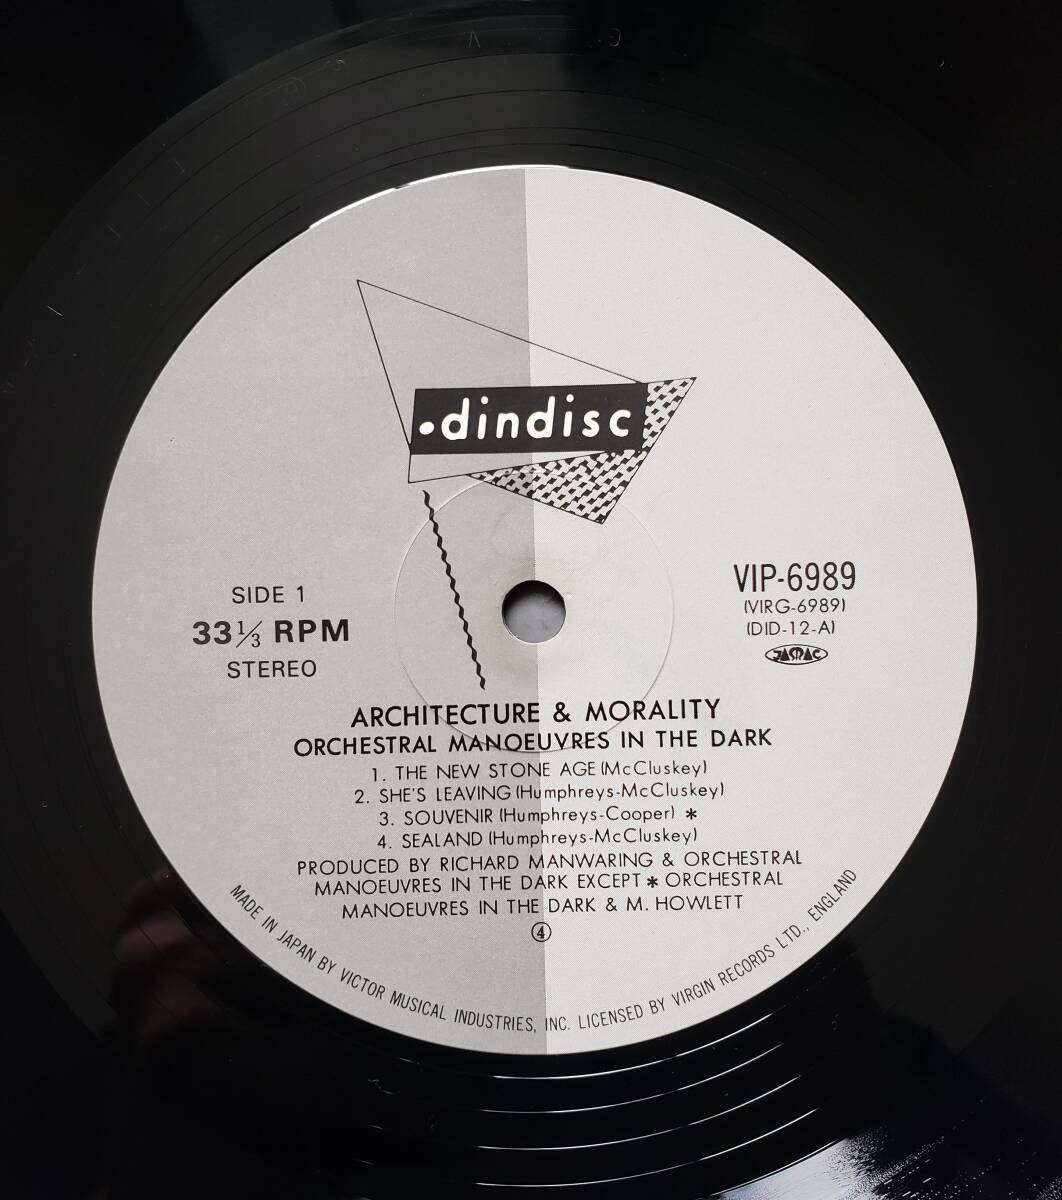 •dindisc
SIDE 1
33 1/3 RPM
STEREO
VIP-6989
(VIRG-6989)
(DID-12-A)
JASRAC
ARCHITECTURE & MORALITY
ORCHESTRAL MANOEUVRES IN THE DARK
1. THE NEW STONE AGE (McCluskey)
2. SHE'S LEAVING (Humphreys-McCluskey)
3. SOUVENIR (Humphreys-Cooper) *
4. SEALAND (Humphreys-McCluskey)
PRODUCED BY RICHARD MANWARING & ORCHESTRAL
MANOEUVRES IN THE DARK EXCEPT * ORCHESTRAL
MANOEUVRES IN THE DARK & M. HOWLETT
④
MADE IN JAPAN BY VICTOR MUSICAL INDUSTRIES, INC. LICENSED BY VIRGIN RECORDS LTD., ENGLAND